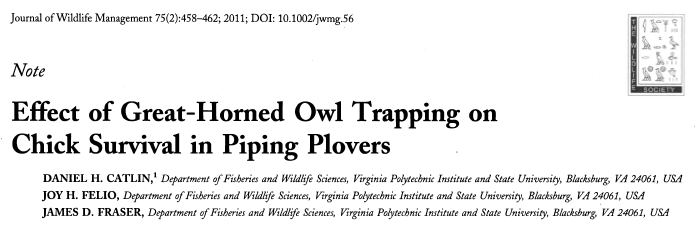 Journal of Wildlife Management 75(2):458–462; 2011; DOI: 10.1002/jwmg.56
THE WILDLIFE
SOCIETY
Note
Effect of Great-Horned Owl Trapping on
Chick Survival in Piping Plovers
DANIEL H. CATLIN,¹ Department of Fisheries and Wildlife Sciences, Virginia Polytechnic Institute and State University, Blacksburg, VA 24061, USA
JOY H. FELIO, Department of Fisheries and Wildlife Sciences, Virginia Polytechnic Institute and State University, Blacksburg, VA 24061, USA
JAMES D. FRASER, Department of Fisheries and Wildlife Sciences, Virginia Polytechnic Institute and State University, Blacksburg, VA 24061, USA